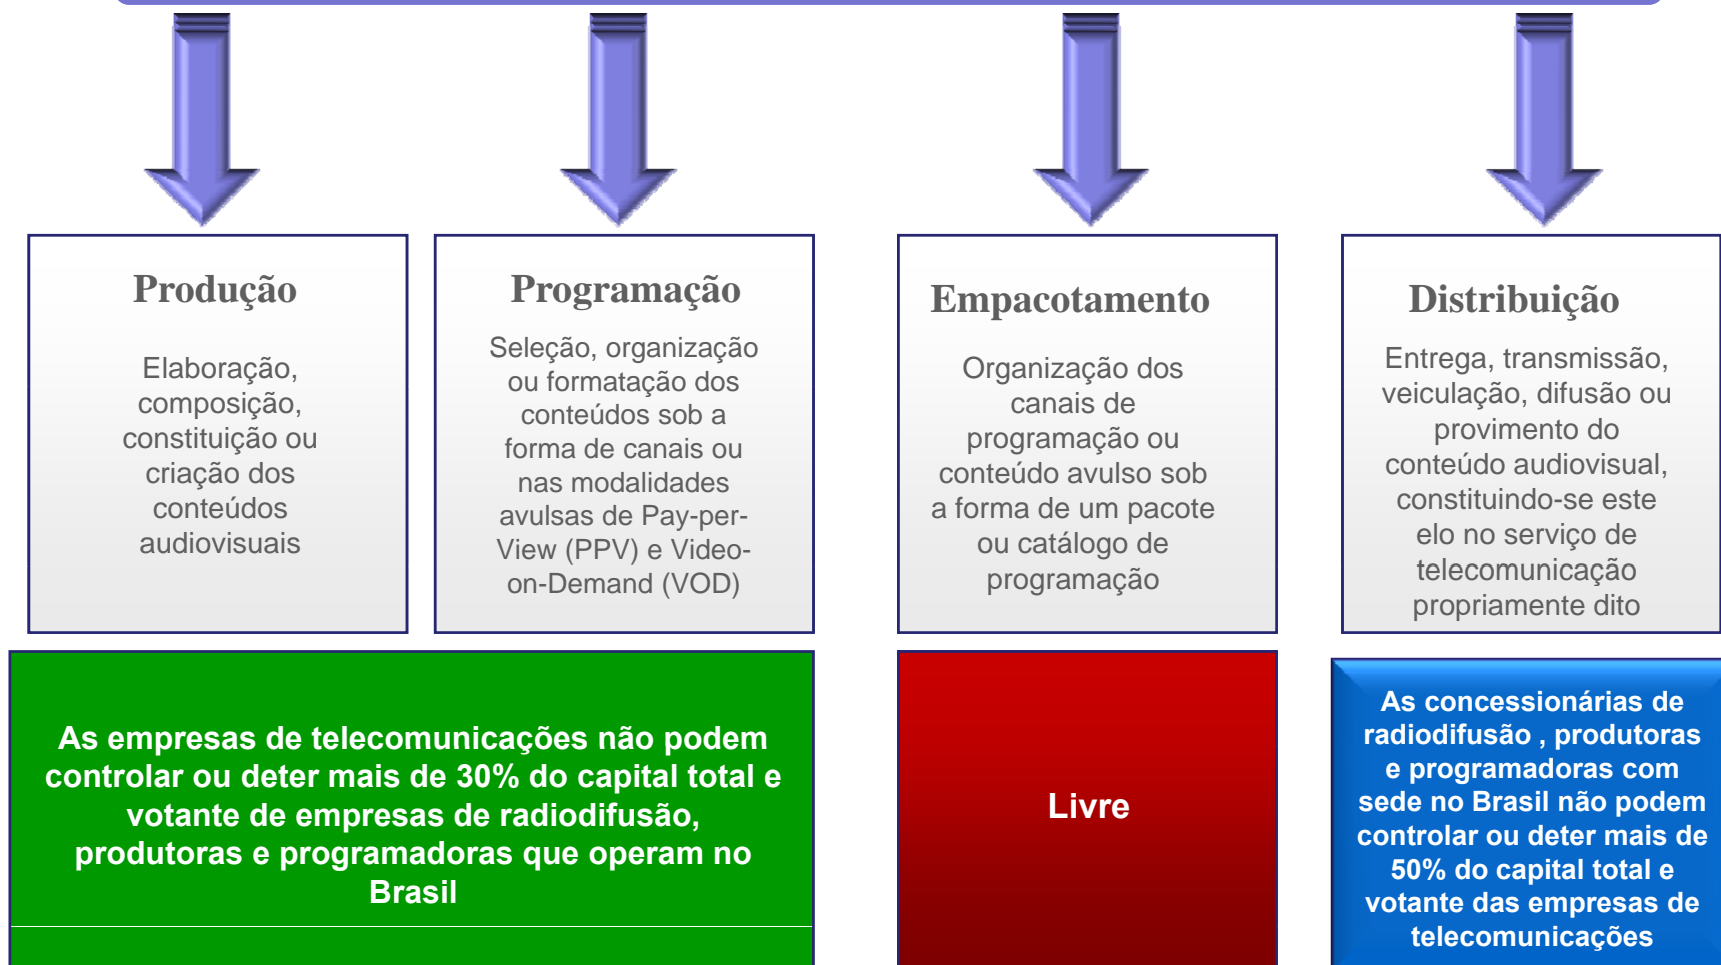 Produção
Elaboração,
composição,
constituição ou
criação dos
conteúdos
audiovisuais
Programação
Seleção, organização
ou formatação dos
conteúdos sob a
forma de canais ou
nas modalidades
avulsas de Pay-per-
View (PPV) e Video-
on-Demand (VOD)
Empacotamento
Organização dos
canais de
programação ou
conteúdo avulso sob
a forma de um pacote
ou catálogo de
programação
Distribuição
Entrega, transmissão,
veiculação, difusão ou
provimento do
conteúdo audiovisual,
constituindo-se este
elo no serviço de
telecomunicação
propriamente dito
As empresas de telecomunicações não podem
controlar ou deter mais de 30% do capital total e
votante de empresas de radiodifusão,
produtoras e programadoras que operam no
Brasil
Livre
As concessionárias de
radiodifusão , produtoras
e programadoras com
sede no Brasil não podem
controlar ou deter mais de
50% do capital total e
votante das empresas de
telecomunicações